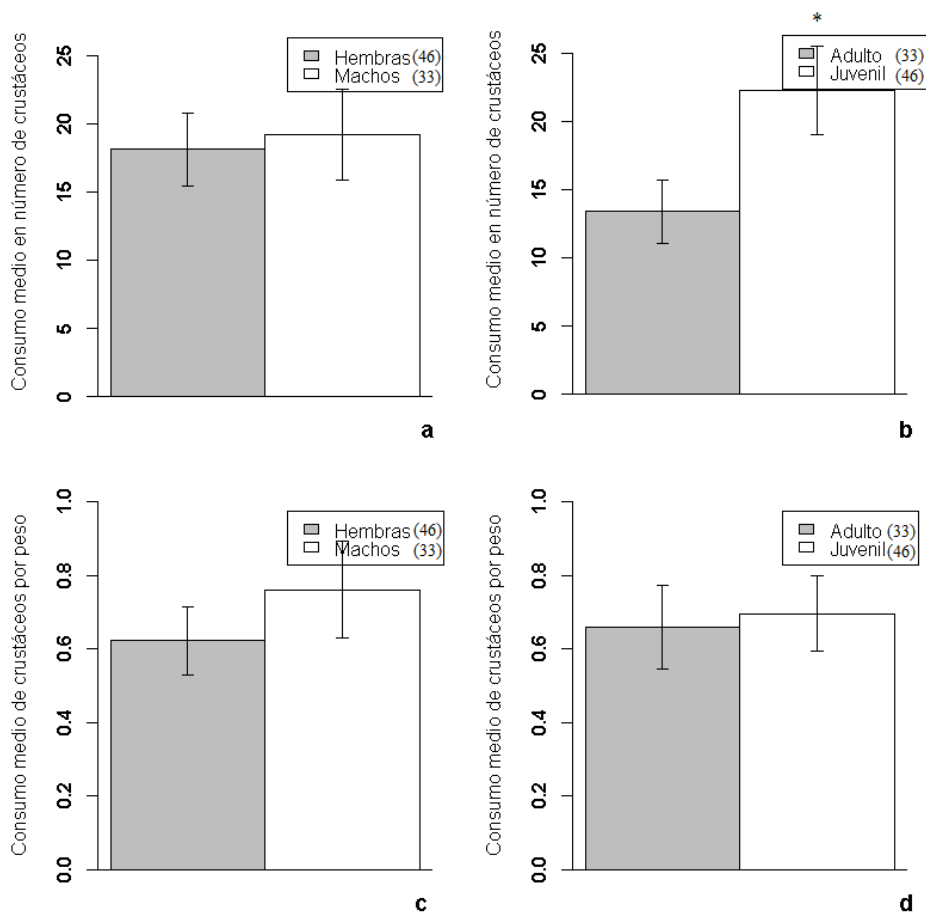 Consumo medio en número de crustáceos
0 5 10 15 20 25
Hembras (46)
Machos (33)
a
*
Consumo medio en número de crustáceos
0 5 10 15 20 25
Adulto (33)
Juvenil (46)
b
Consumo medio de crustáceos por peso
0.0 0.2 0.4 0.6 0.8 1.0
Hembras (46)
Machos (33)
c
Consumo medio de crustáceos por peso
0.0 0.2 0.4 0.6 0.8 1.0
Adulto (33)
Juvenil (46)
d